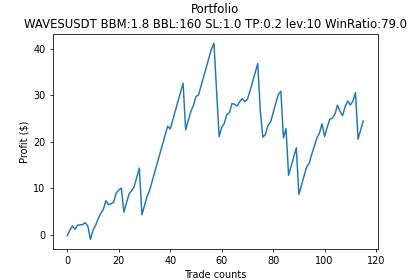 Portfolio
WAVESUSDT BBM:1.8 BBL:160 SL:1.0 TP:0.2 lev:10 WinRatio:79.0
40
30
20
10
0
Profit ($)
0 20 40 60 80 100 120
Trade counts